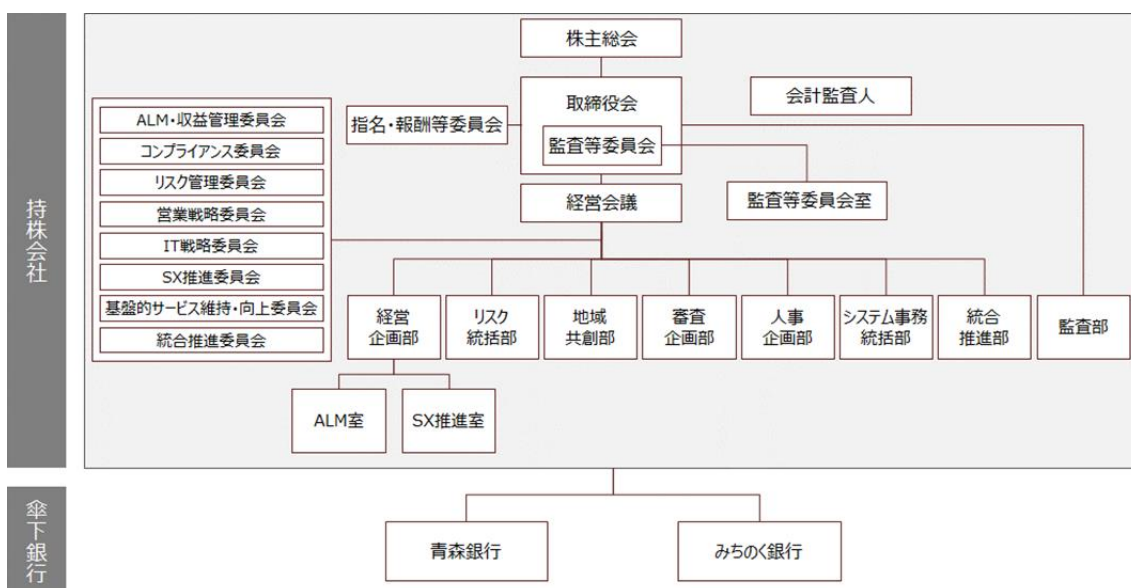 持株会社
株主総会
取締役会
監査等委員会
会計監査人
指名・報酬等委員会
監査等委員会室
経営会議
ALM・収益管理委員会
コンプライアンス委員会
リスク管理委員会
営業戦略委員会
IT戦略委員会
SX推進委員会
基盤的サービス維持・向上委員会
統合推進委員会
経営
企画部
リスク
統括部
地域
共創部
審査
企画部
人事
企画部
システム事務
統括部
統合
推進部
監査部
ALM室
SX推進室
傘下銀行
青森銀行
みちのく銀行